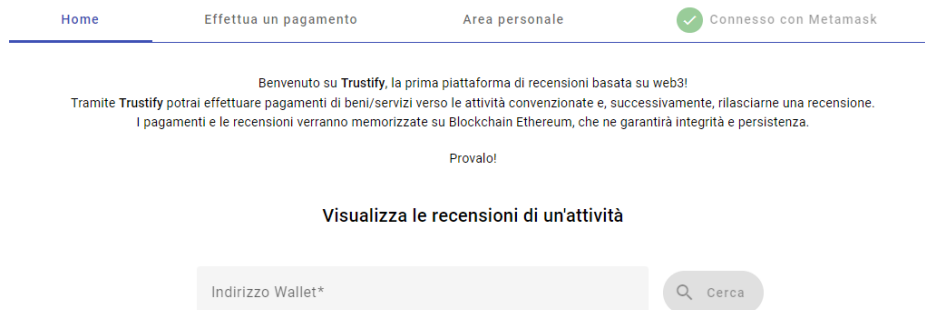 Home
Effettua un pagamento
Area personale
Connesso con Metamask
Benvenuto su Trustify, la prima piattaforma di recensioni basata su web3!
Tramite Trustify potrai effettuare pagamenti di beni/servizi verso le attività convenzionate e, successivamente, rilasciarne una recensione.
I pagamenti e le recensioni verranno memorizzate su Blockchain Ethereum, che ne garantirà integrità e persistenza.
Provalo!
Visualizza le recensioni di un'attività
Indirizzo Wallet*
Cerca